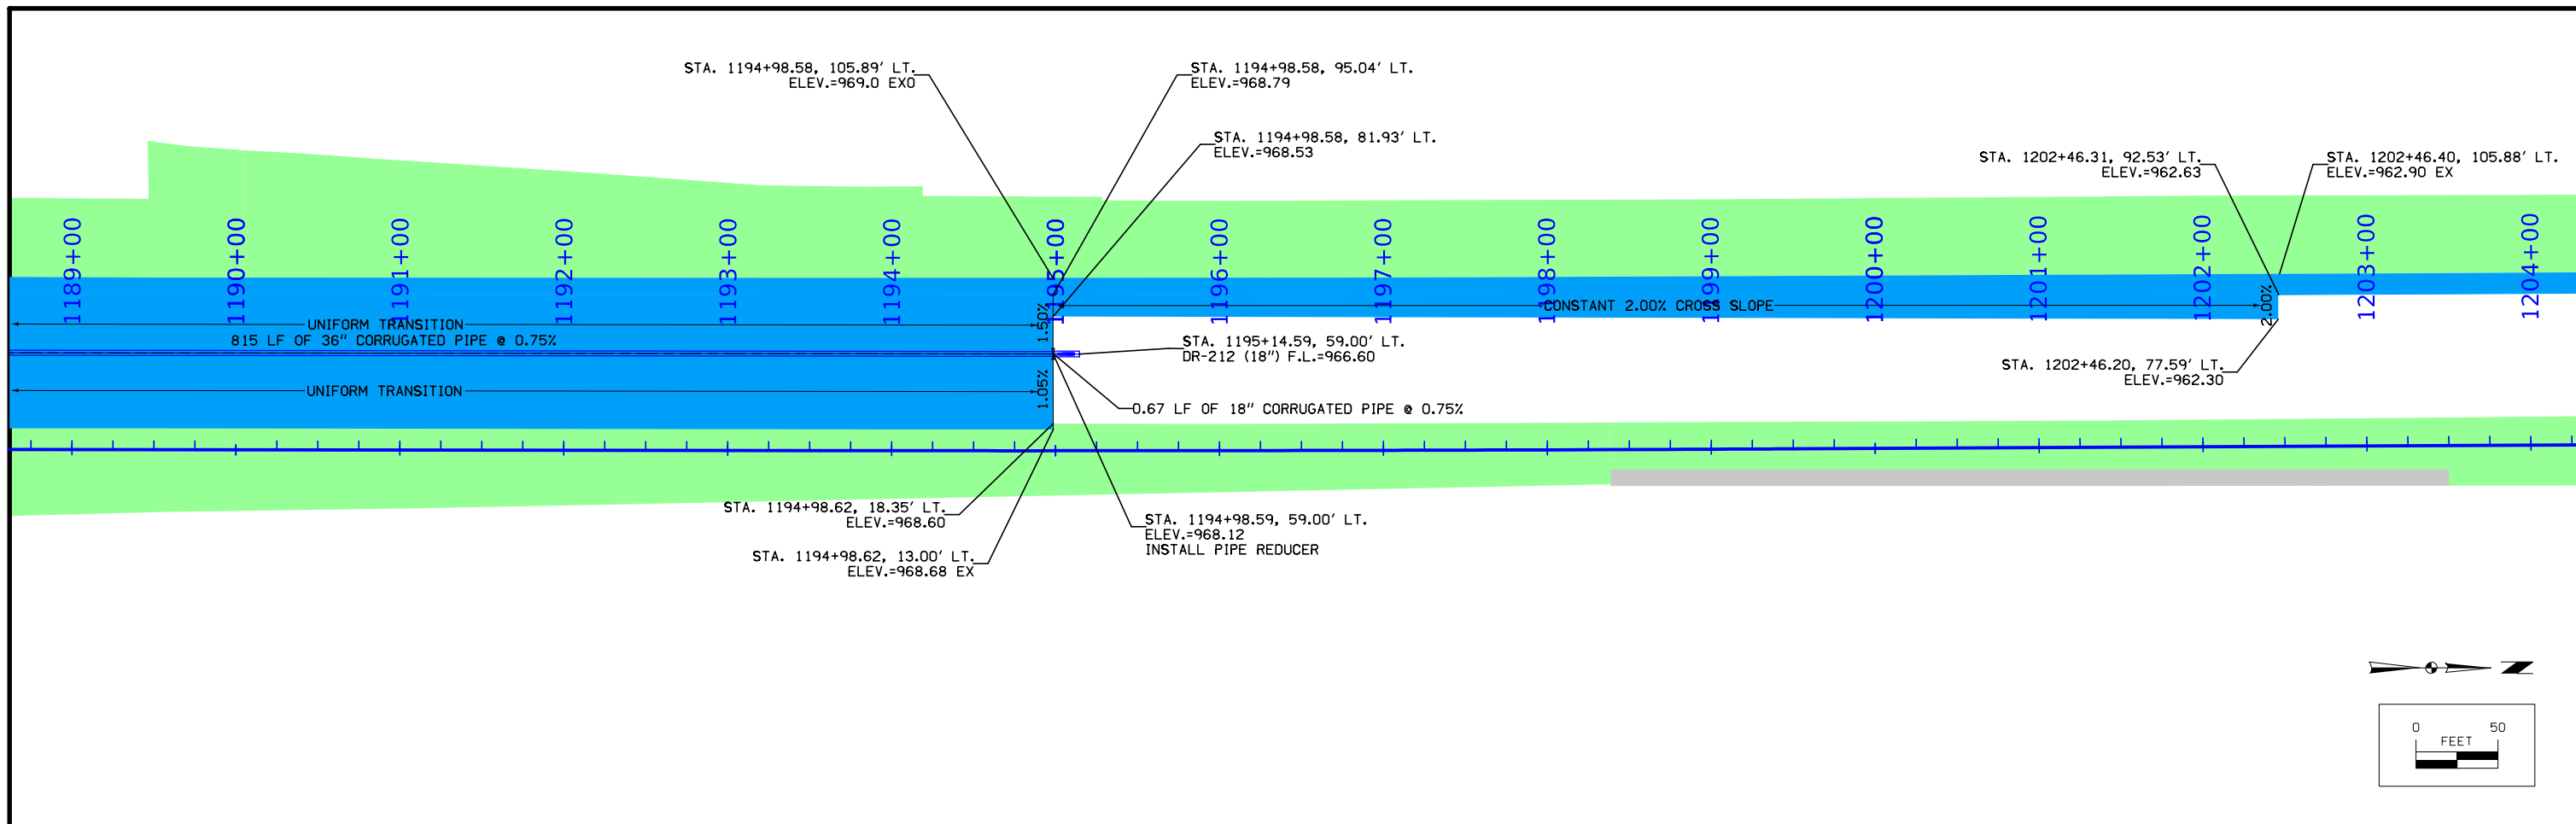 STA. 1194+98.58, 105.89' LT.
ELEV.=969.0 EX0
STA. 1194+98.58, 95.04' LT.
ELEV.=968.79
STA. 1194+98.58, 81.93' LT.
ELEV.=968.53
STA. 1202+46.31, 92.53' LT.
ELEV.=962.63
STA. 1202+46.40, 105.88' LT.
ELEV.=962.90 EX
1189+00
1190+00
1191+00
1192+00
1193+00
1194+00
1195+00
1196+00
1197+00
1198+00
1199+00
1200+00
1201+00
1202+00
1203+00
1204+00
CONSTANT 2.00% CROSS SLOPE
2.00%
UNIFORM TRANSITION
1.50%
815 LF OF 36" CORRUGATED PIPE @ 0.75%
STA. 1195+14.59, 59.00' LT.
DR-212 (18") F.L.=966.60
STA. 1202+46.20, 77.59' LT.
ELEV.=962.30
UNIFORM TRANSITION
1.05%
0.67 LF OF 18" CORRUGATED PIPE @ 0.75%
STA. 1194+98.62, 18.35' LT.
ELEV.=968.60
STA. 1194+98.59, 59.00' LT.
ELEV.=968.12
INSTALL PIPE REDUCER
STA. 1194+98.62, 13.00' LT.
ELEV.=968.68 EX
N
0 50
FEET